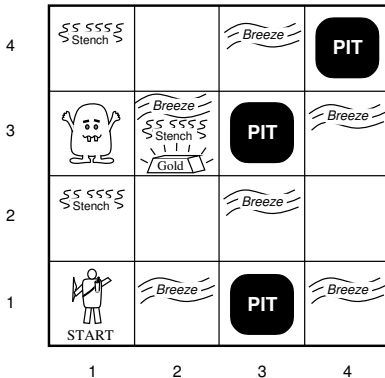 4
Stench
Breeze
PIT
3
Breeze
Stench
Gold
PIT
Breeze
2
Stench
Breeze
1
START
Breeze
PIT
Breeze
1 2 3 4